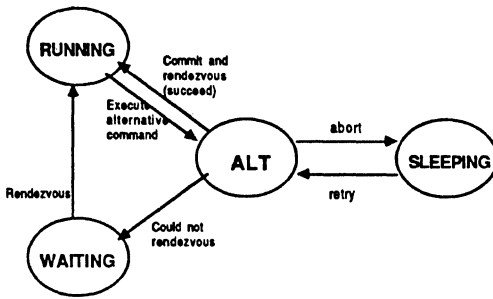 RUNNING
Commit and
rendezvous
(succeed)
Execute
alternative
command
ALT
abort
SLEEPING
retry
Rendezvous
Could not
rendezvous
WAITING